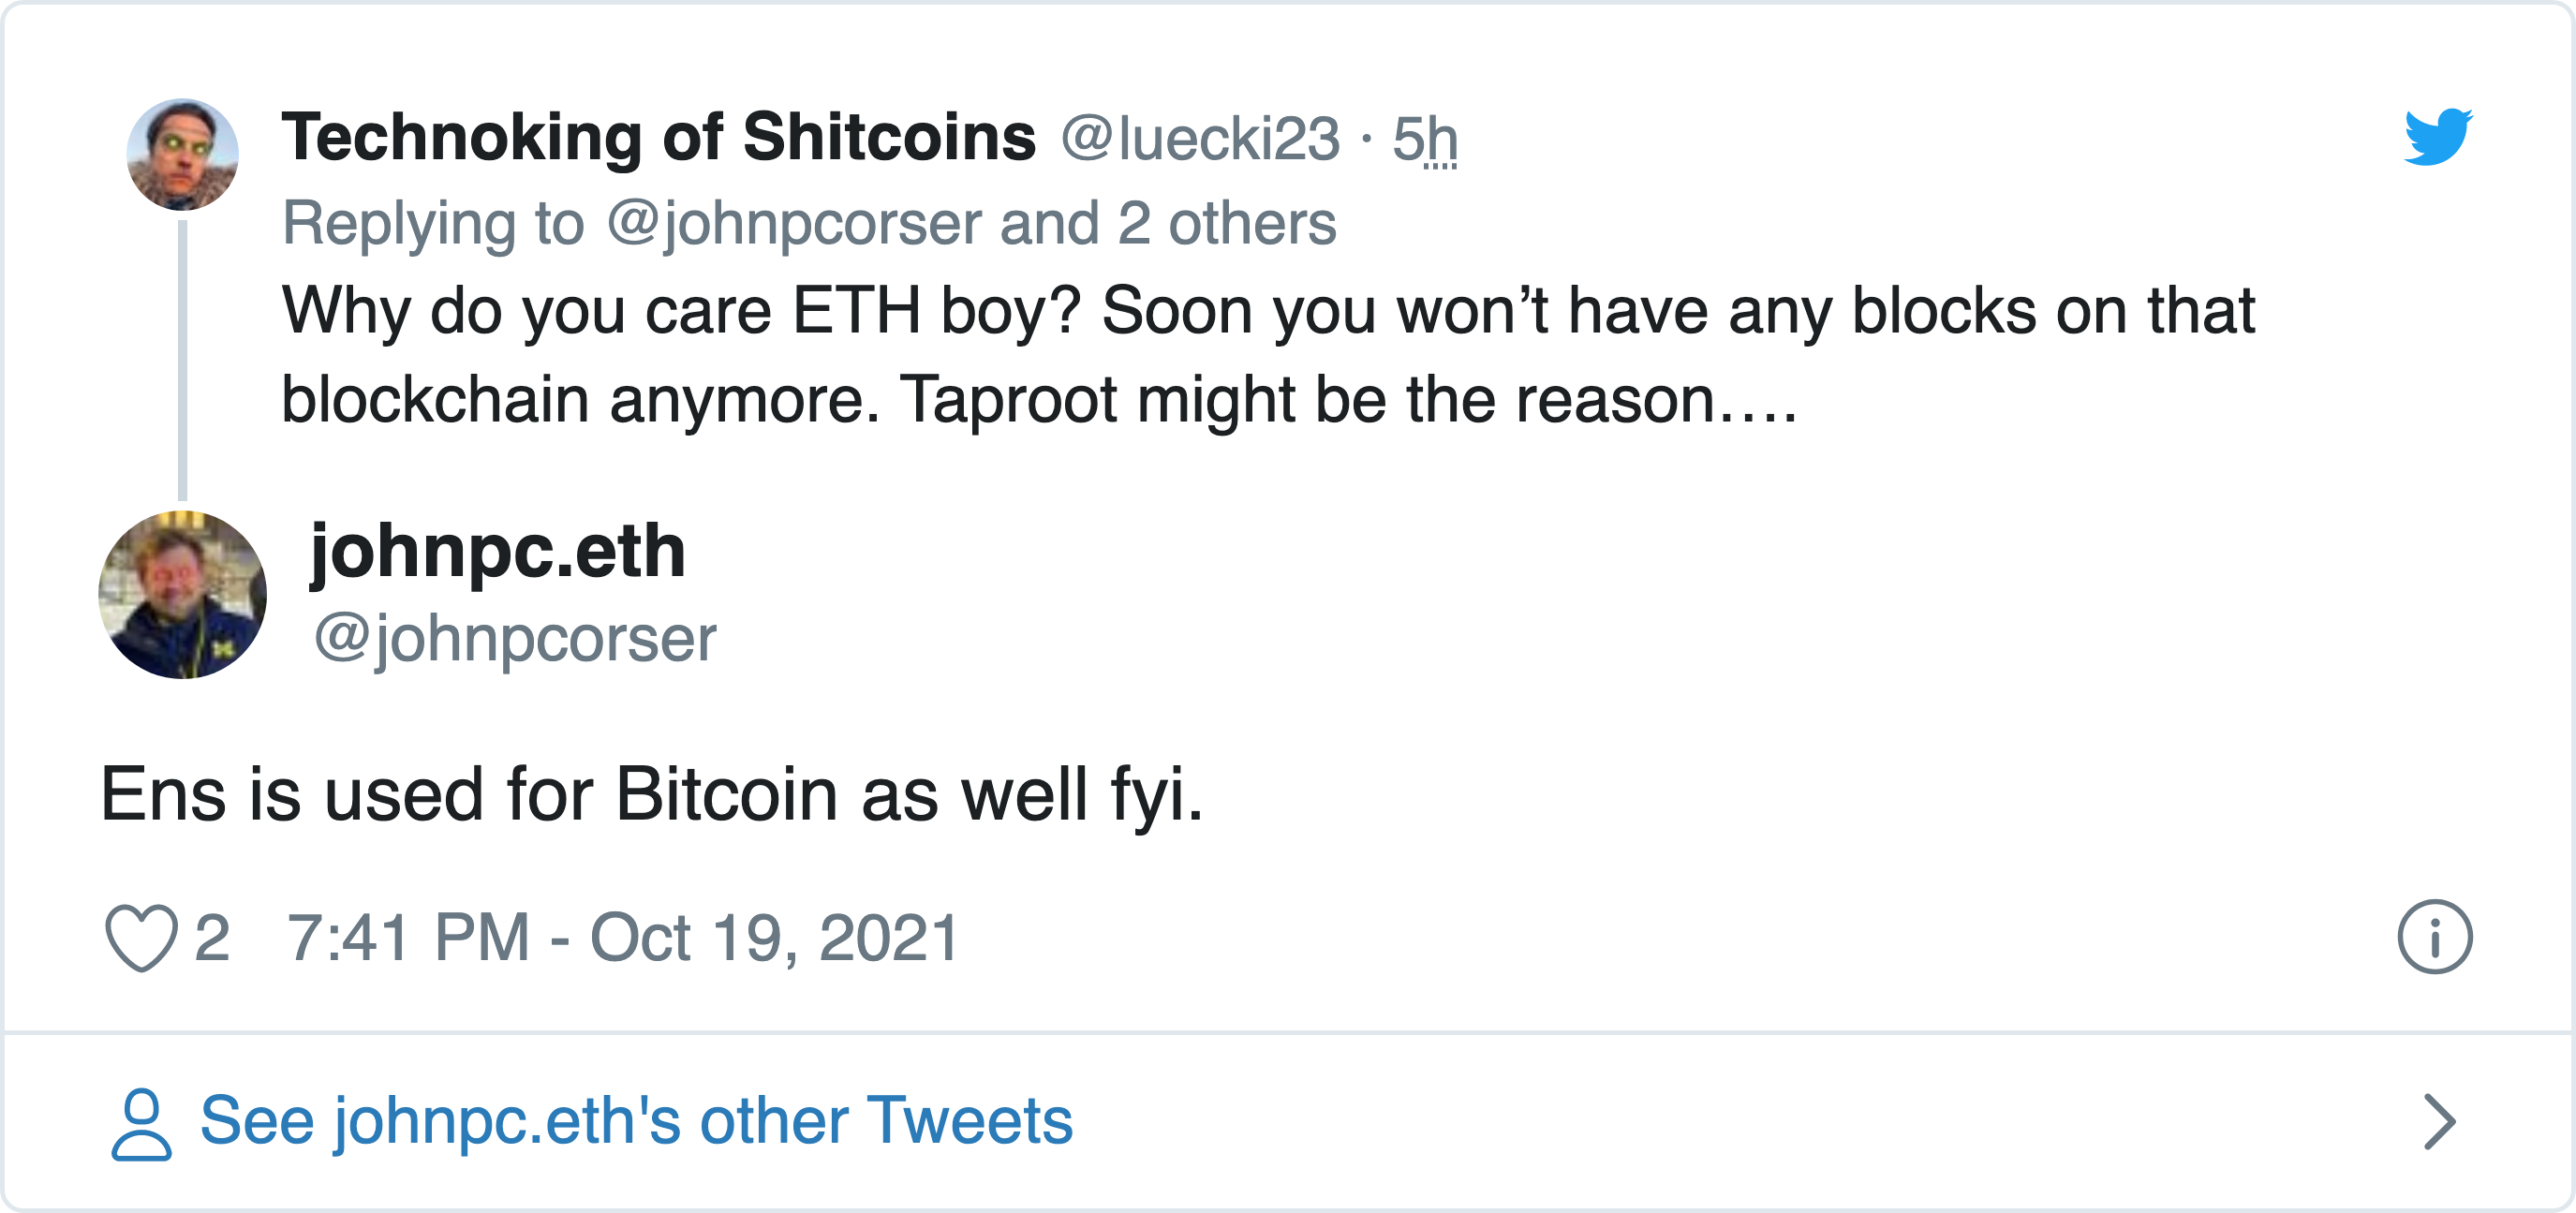 Technoking of Shitcoins @luecki23 · 5h
Replying to @johnpcorser and 2 others
Why do you care ETH boy? Soon you won’t have any blocks on that
blockchain anymore. Taproot might be the reason….
johnpc.eth
@johnpcorser
Ens is used for Bitcoin as well fyi.
2 7:41 PM - Oct 19, 2021
See johnpc.eth's other Tweets